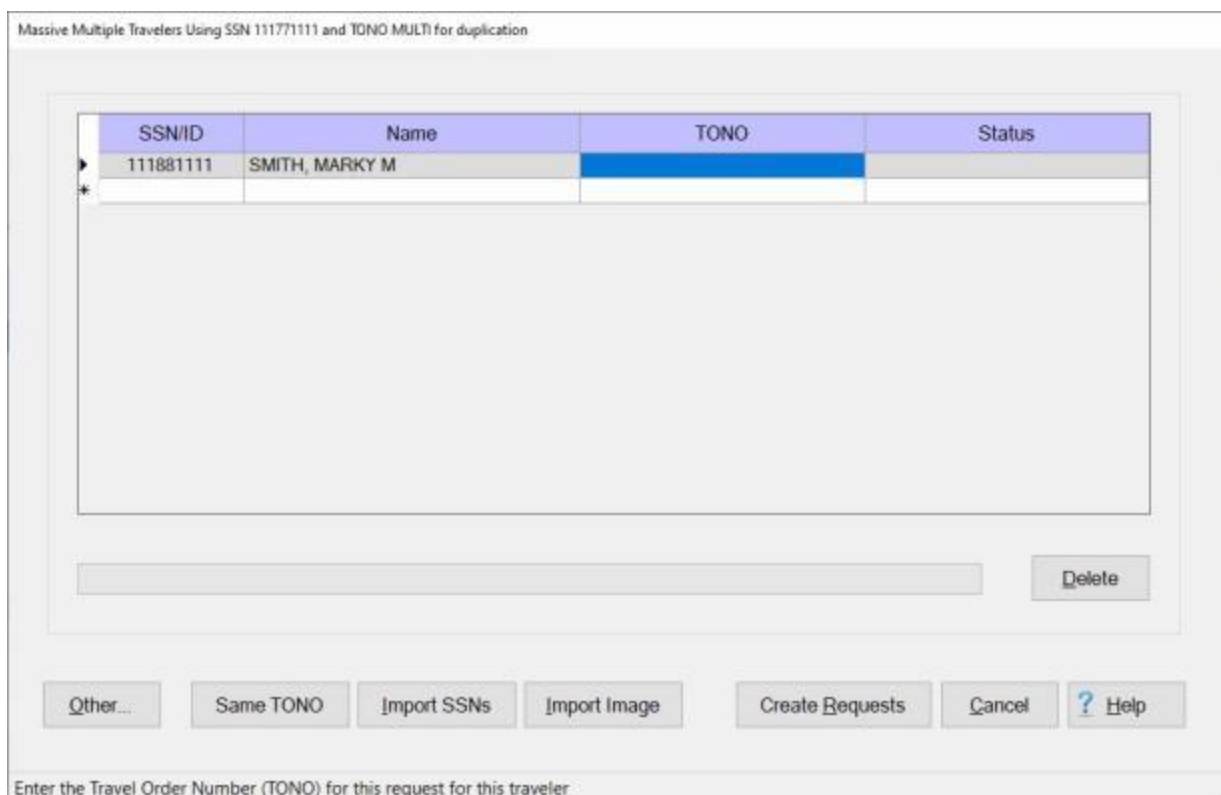 Massive Multiple Travelers Using SSN 111771111 and TONO MULTI for duplication
SSN/ID Name TONO Status
111881111 SMITH, MARKY M
*
Delete
Other... Same TONO Import SSNs Import Image Create Requests Cancel ? Help
Enter the Travel Order Number (TONO) for this request for this traveler